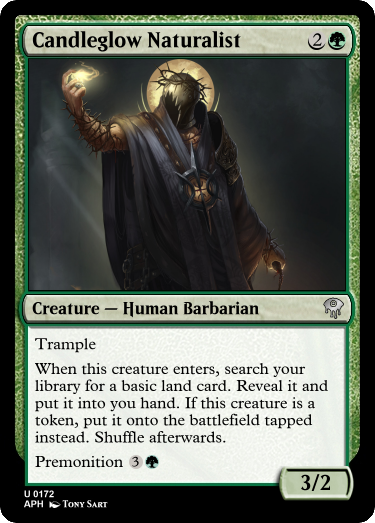 Candleglow Naturalist 2
Creature — Human Barbarian
Trample
When this creature enters, search your
library for a basic land card. Reveal it and
put it into you hand. If this creature is a
token, put it onto the battlefield tapped
instead. Shuffle afterwards.
Premonition 3
3/2
U 0172
APH Tony Sart